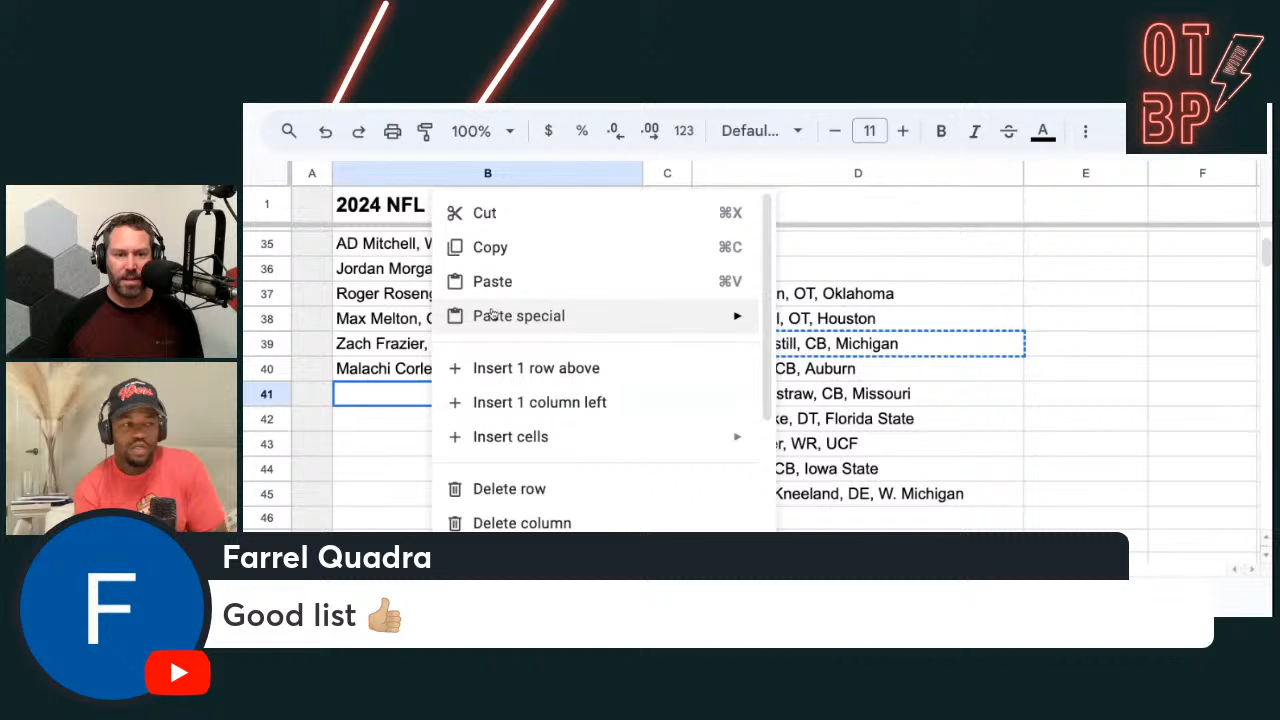 OT
WITH
BP
100%
$
%
.0
.00
123
Defaul...
11
B
I
A
A
B
C
D
E
F
1
2024 NFL
Cut
⌘X
35
AD Mitchell, W
Copy
⌘C
36
Jordan Morga
Paste
⌘V
37
Roger Roseng
n, OT, Oklahoma
Paste special
38
Max Melton, C
l, OT, Houston
39
Zach Frazier,
still, CB, Michigan
40
Malachi Corle
Insert 1 row above
CB, Auburn
41
Insert 1 column left
straw, CB, Missouri
42
ke, DT, Florida State
43
Insert cells
er, WR, UCF
44
CB, Iowa State
45
Delete row
Kneeland, DE, W. Michigan
46
Delete column
F
Farrel Quadra
Good list 👍🏼